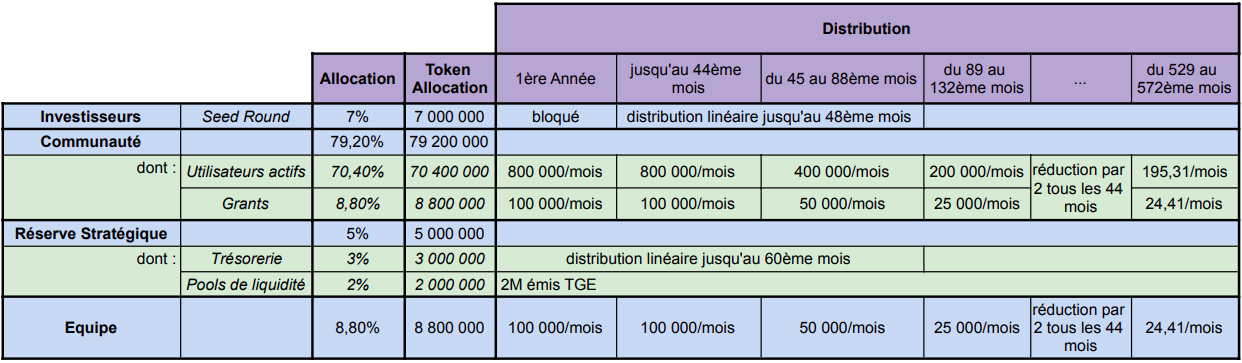 Distribution
Allocation
Token
Allocation
1ère Année
jusqu'au 44ème
mois
du 45 au 88ème mois
du 89 au
132ème mois
...
du 529 au
572ème mois
Investisseurs Seed Round 7% 7 000 000 bloqué distribution linéaire jusqu'au 48ème mois
Communauté 79,20% 79 200 000
dont : Utilisateurs actifs 70,40% 70 400 000 800 000/mois 800 000/mois 400 000/mois 200 000/mois
réduction par
2 tous les 44
mois
195,31/mois
Grants 8,80% 8 800 000 100 000/mois 100 000/mois 50 000/mois 25 000/mois 24,41/mois
Réserve Stratégique 5% 5 000 000
dont : Trésorerie 3% 3 000 000 distribution linéaire jusqu'au 60ème mois
Pools de liquidité 2% 2 000 000 2M émis TGE
Equipe 8,80% 8 800 000 100 000/mois 100 000/mois 50 000/mois 25 000/mois
réduction par
2 tous les 44
mois
24,41/mois